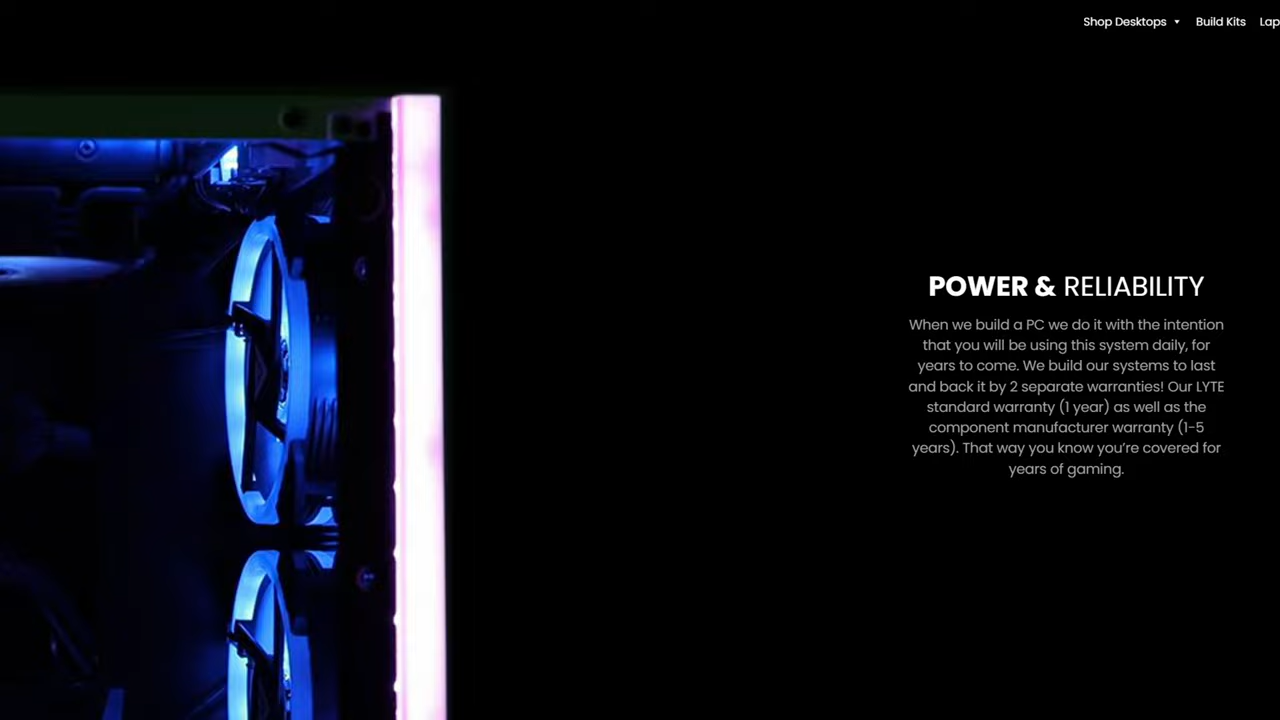 Shop Desktops Build Kits Lap
POWER & RELIABILITY
When we build a PC we do it with the intention
that you will be using this system daily, for
years to come. We build our systems to last
and back it by 2 separate warranties! Our LYTE
standard warranty (1 year) as well as the
component manufacturer warranty (1-5
years). That way you know you’re covered for
years of gaming.